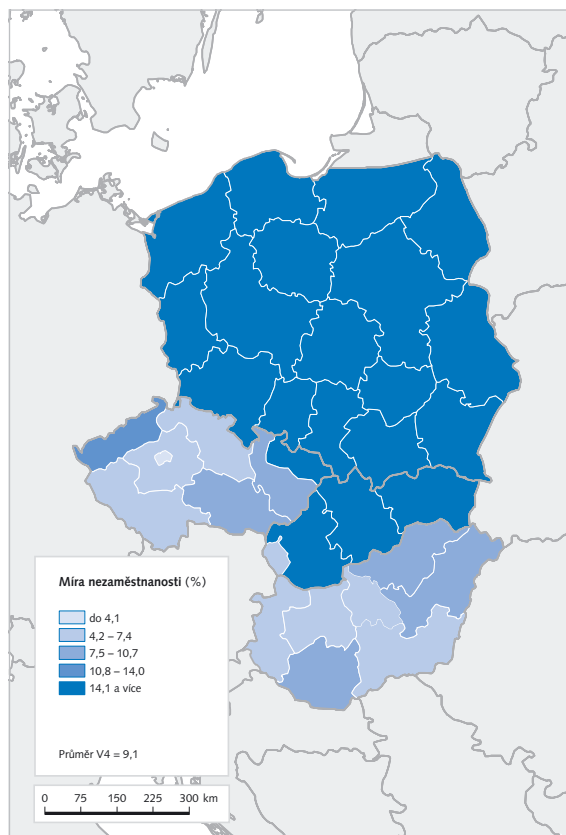 Míra nezaměstnanosti (%)
do 4,1
4,2 – 7,4
7,5 – 10,7
10,8 – 14,0
14,1 a více
Průměr V4 = 9,1
0 75 150 225 300 km